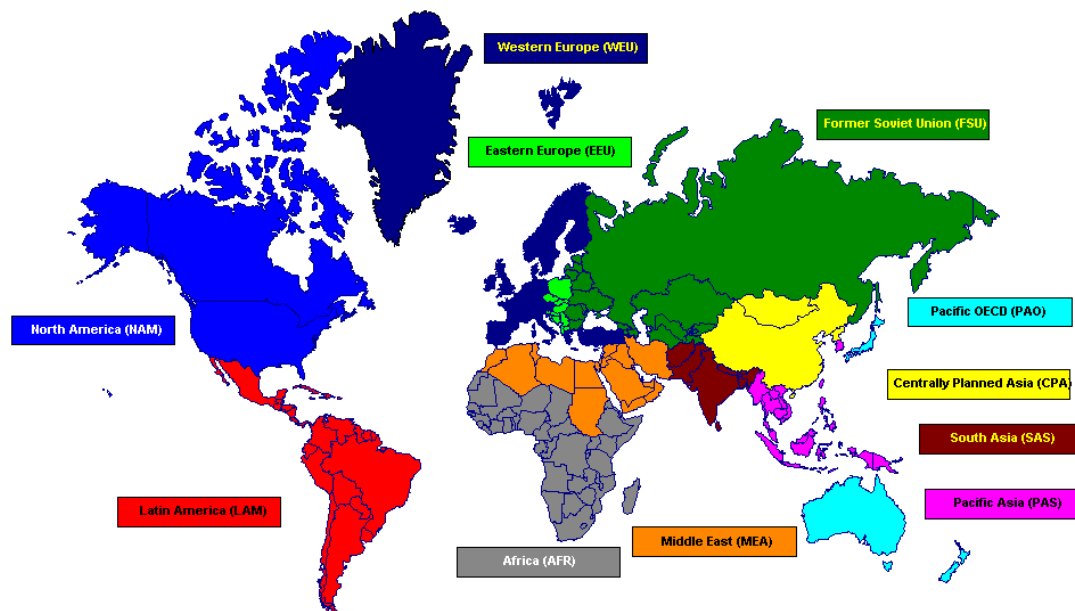 Western Europe (WEU)
Former Soviet Union (FSU)
Eastern Europe (EEU)
Pacific OECD (PAO)
North America (NAM)
Centrally Planned Asia (CPA)
South Asia (SAS)
Pacific Asia (PAS)
Latin America (LAM)
Middle East (MEA)
Africa (AFR)